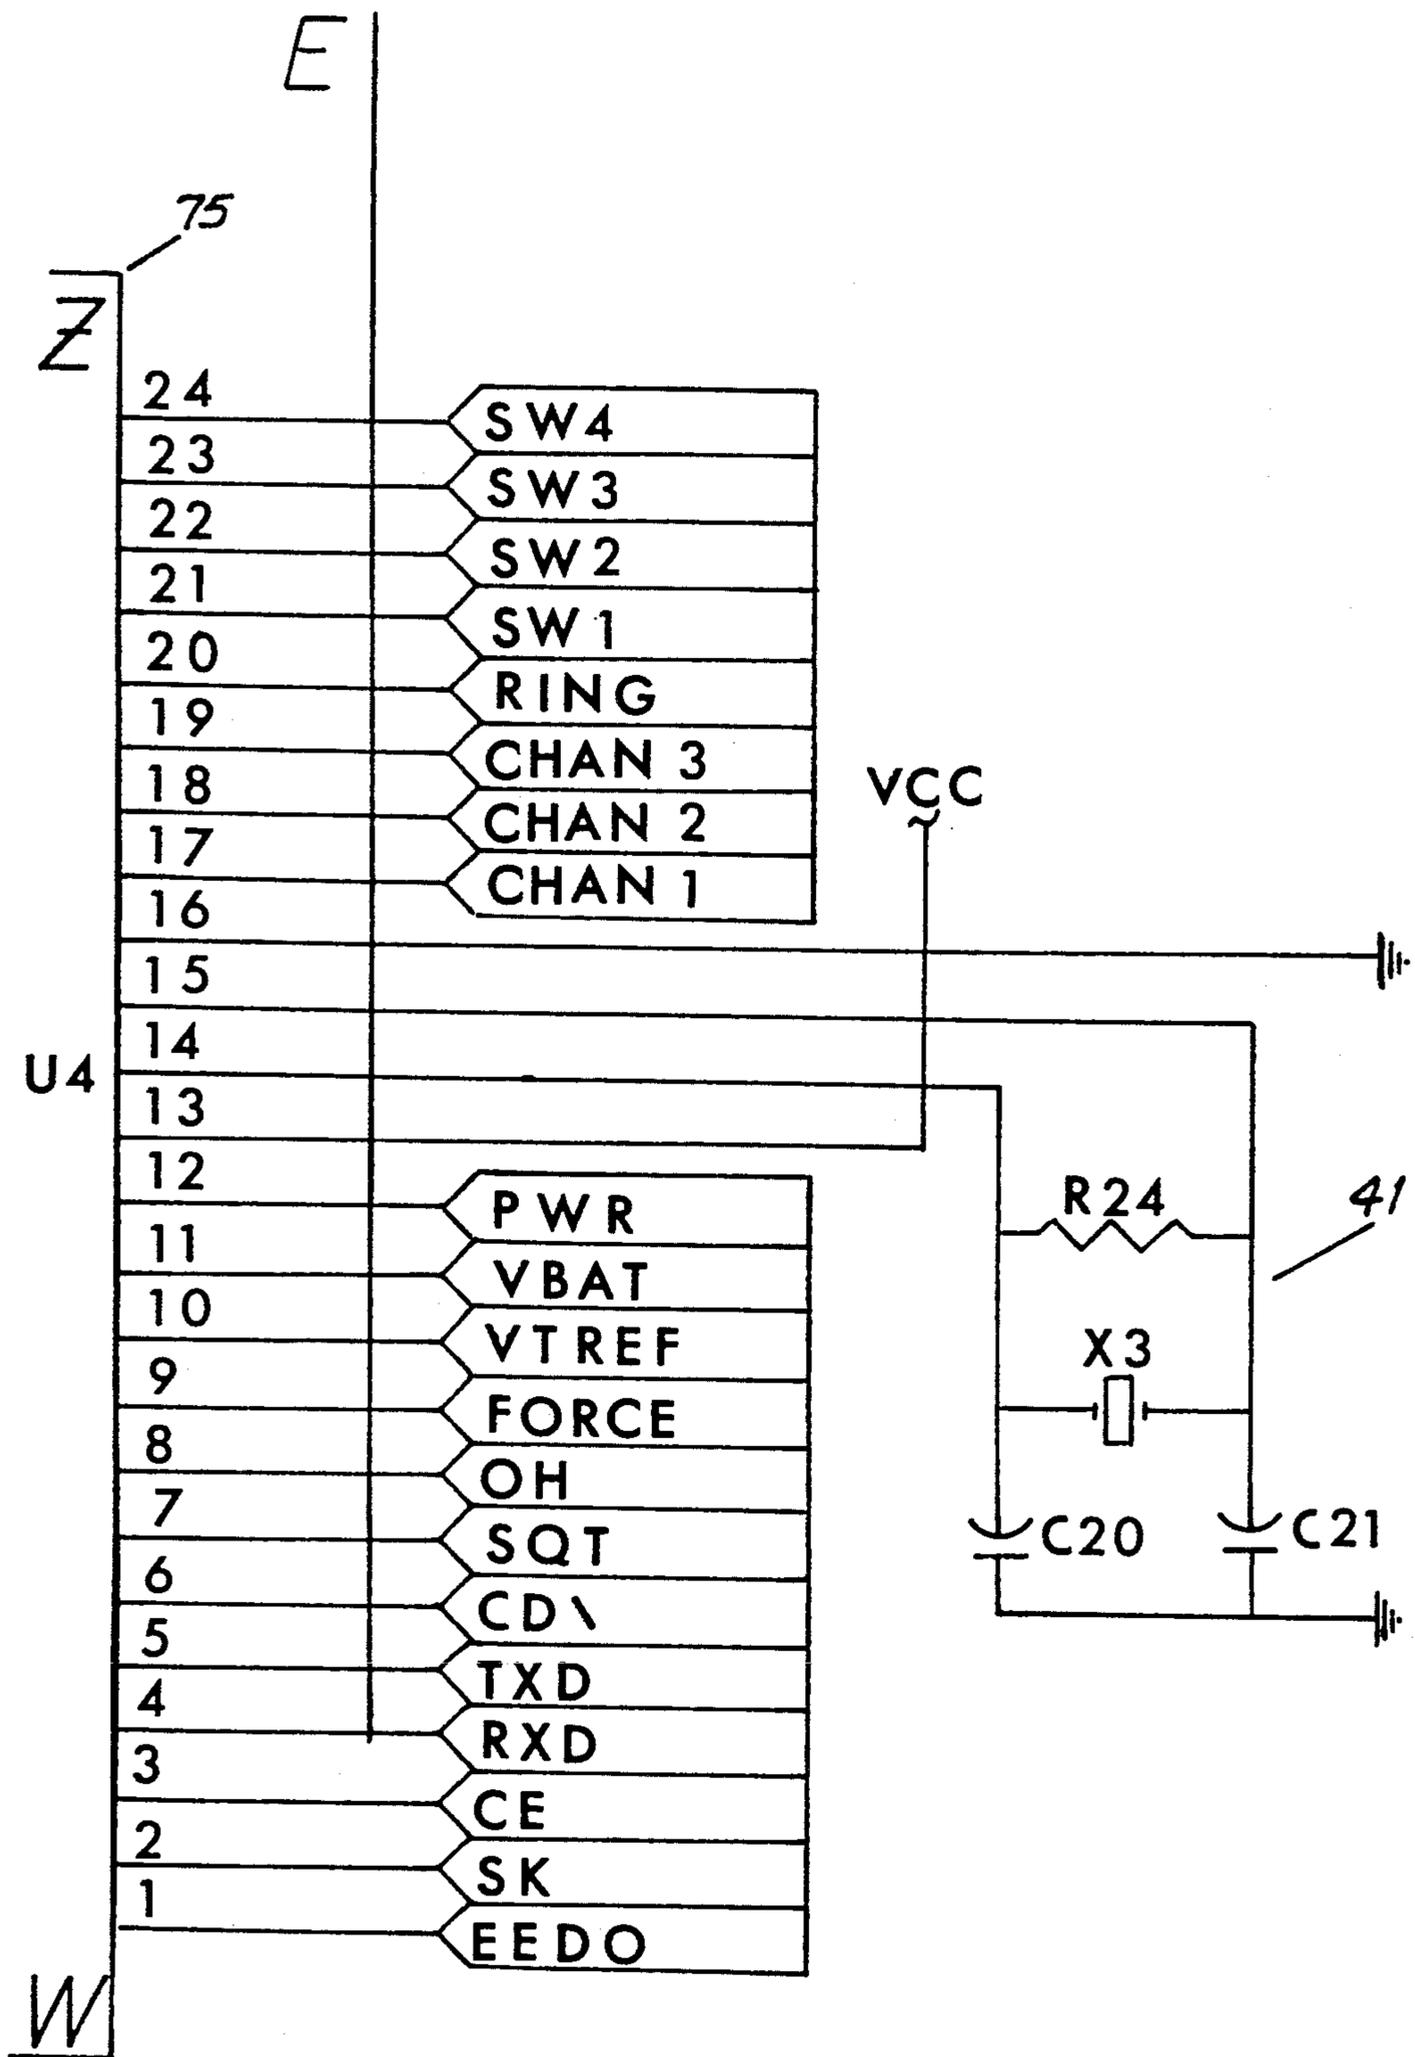 E
75
Z
24 SW4
23 SW3
22 SW2
21 SW1
20 RING
19 CHAN 3
18 CHAN 2
17 CHAN 1
VCC
16
15
14
U4
13
12 PWR
11 VBAT
10 VTREF
9 FORCE
8 OH
7 SQT
6 CD\
5 TXD
4 RXD
3 CE
2 SK
1 EEDO
R24
41
X3
C20
C21
W